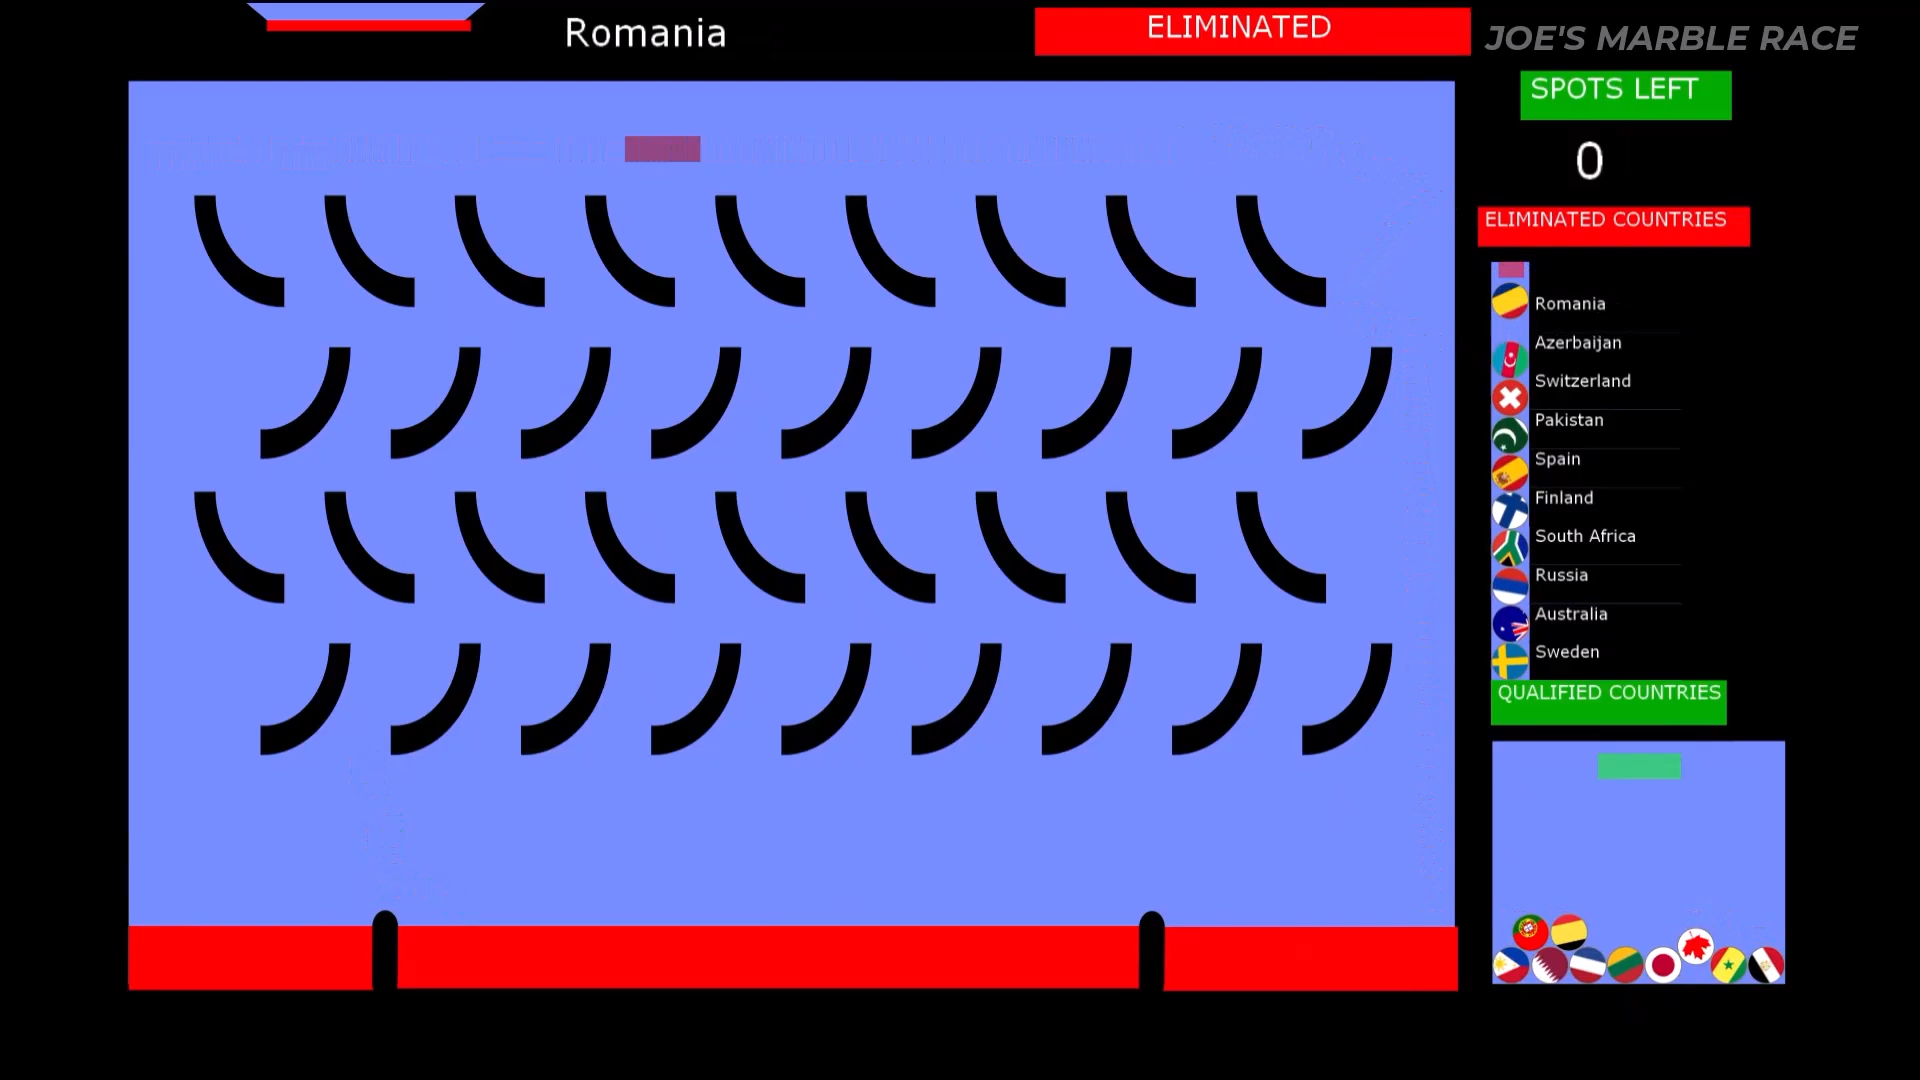 Romania
ELIMINATED
JOE'S MARBLE RACE
SPOTS LEFT
0
ELIMINATED COUNTRIES
Romania
Azerbaijan
Switzerland
Pakistan
Spain
Finland
South Africa
Russia
Australia
Sweden
QUALIFIED COUNTRIES